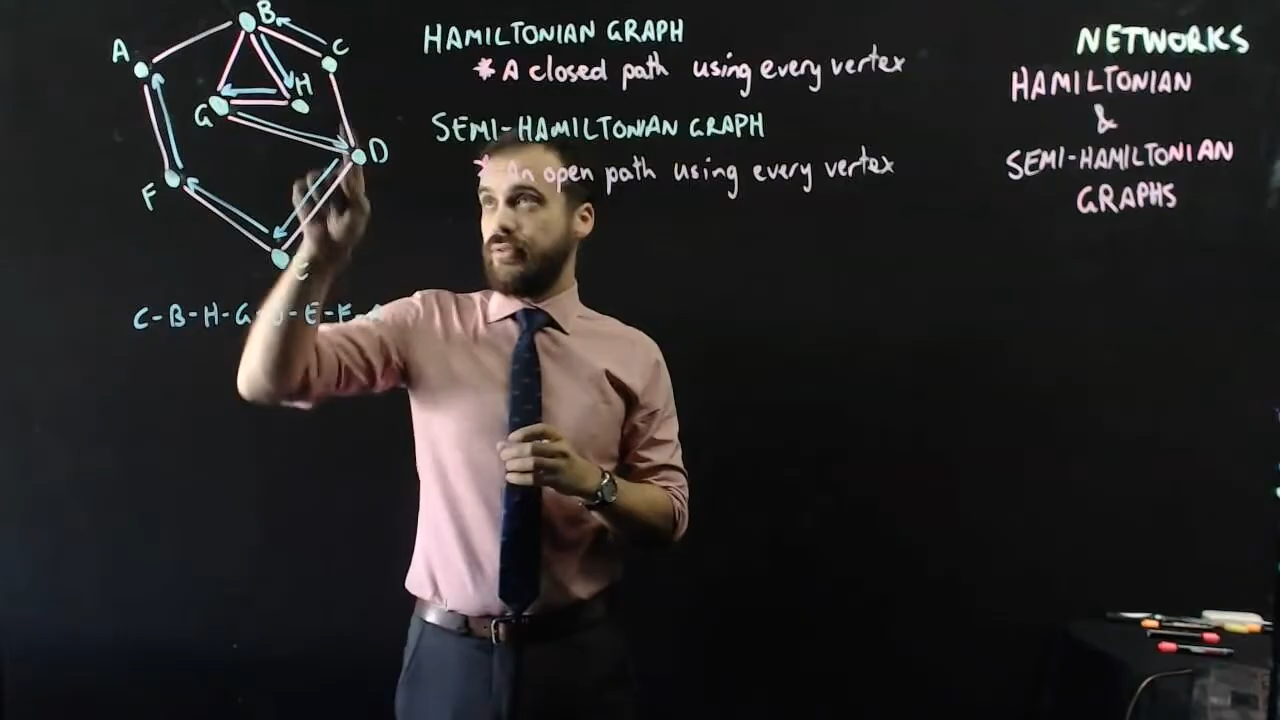 B
C
A
H
G
D
F
E
C-B-H-G-D-E-F-A
HAMILTONIAN GRAPH
* A closed path using every vertex
SEMI-HAMILTONIAN GRAPH
* An open path using every vertex
NETWORKS
HAMILTONIAN
&
SEMI-HAMILTONIAN
GRAPHS